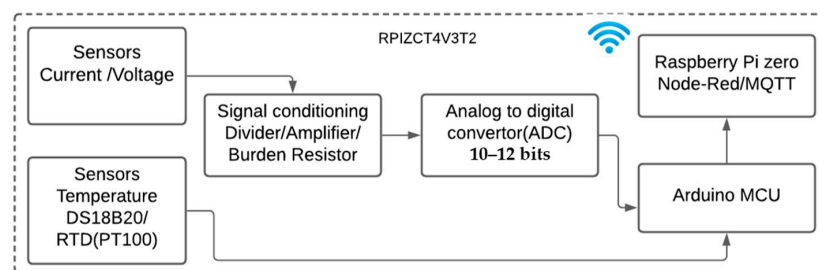 RPIZCT4V3T2
Sensors
Current /Voltage
Signal conditioning
Divider/Amplifier/
Burden Resistor
Analog to digital
convertor(ADC)
10–12 bits
Raspberry Pi zero
Node-Red/MQTT
Sensors
Temperature
DS18B20/
RTD(PT100)
Arduino MCU